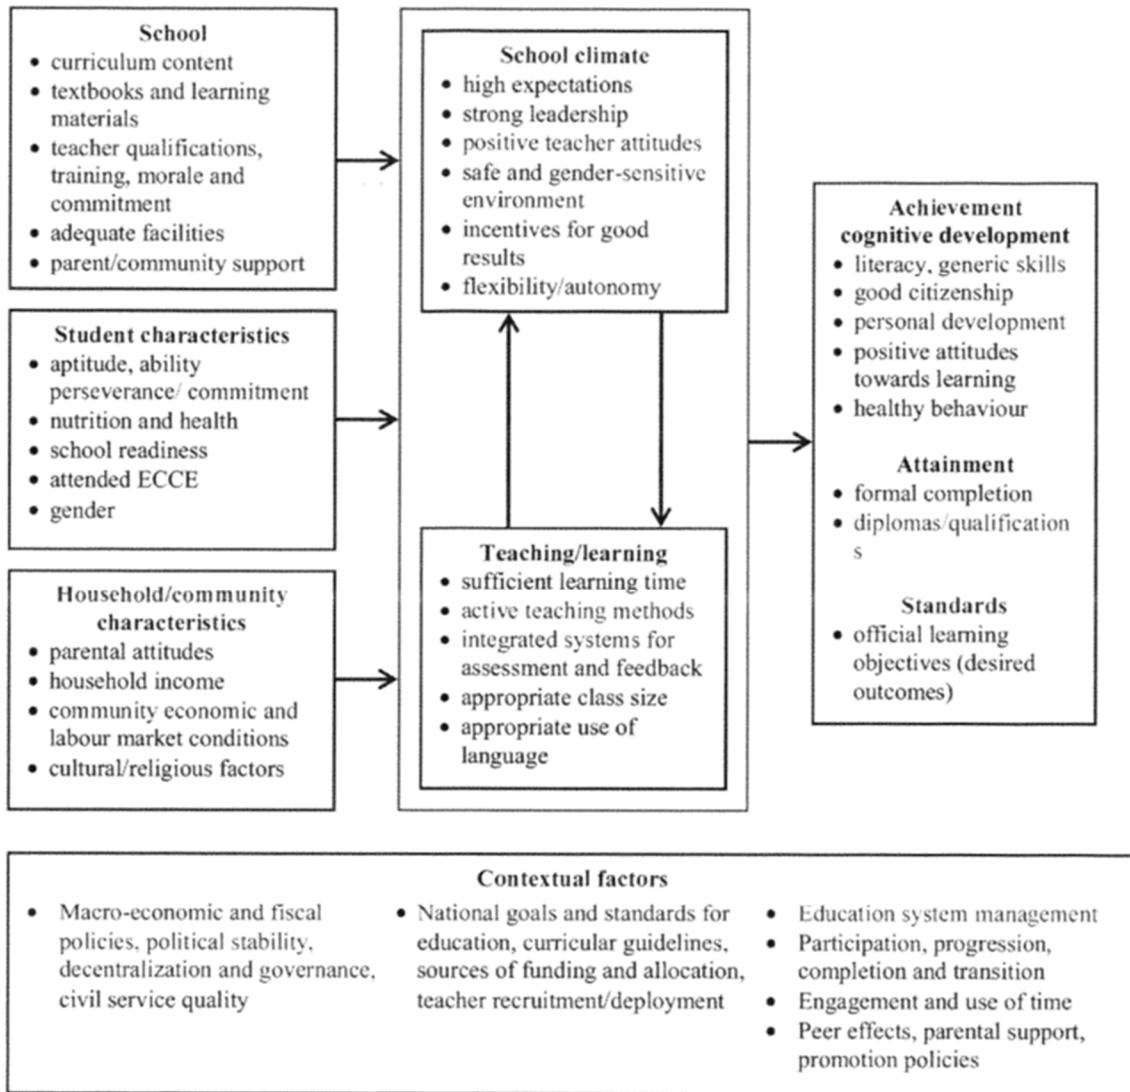 School
• curriculum content
• textbooks and learning
materials
• teacher qualifications,
training, morale and
commitment
• adequate facilities
• parent/community support
Student characteristics
• aptitude, ability
perseverance/ commitment
• nutrition and health
• school readiness
• attended ECCE
• gender
Household/community
characteristics
• parental attitudes
• household income
• community economic and
labour market conditions
• cultural/religious factors
School climate
• high expectations
• strong leadership
• positive teacher attitudes
• safe and gender-sensitive
environment
• incentives for good
results
• flexibility/autonomy
Teaching/learning
• sufficient learning time
• active teaching methods
• integrated systems for
assessment and feedback
• appropriate class size
• appropriate use of
language
Achievement
cognitive development
• literacy, generic skills
• good citizenship
• personal development
• positive attitudes
towards learning
• healthy behaviour
Attainment
• formal completion
• diplomas/qualification
s
Standards
• official learning
objectives (desired
outcomes)
Contextual factors
• Macro-economic and fiscal
policies, political stability,
decentralization and governance,
civil service quality
• National goals and standards for
education, curricular guidelines,
sources of funding and allocation,
teacher recruitment/deployment
• Education system management
• Participation, progression,
completion and transition
• Engagement and use of time
• Peer effects, parental support,
promotion policies